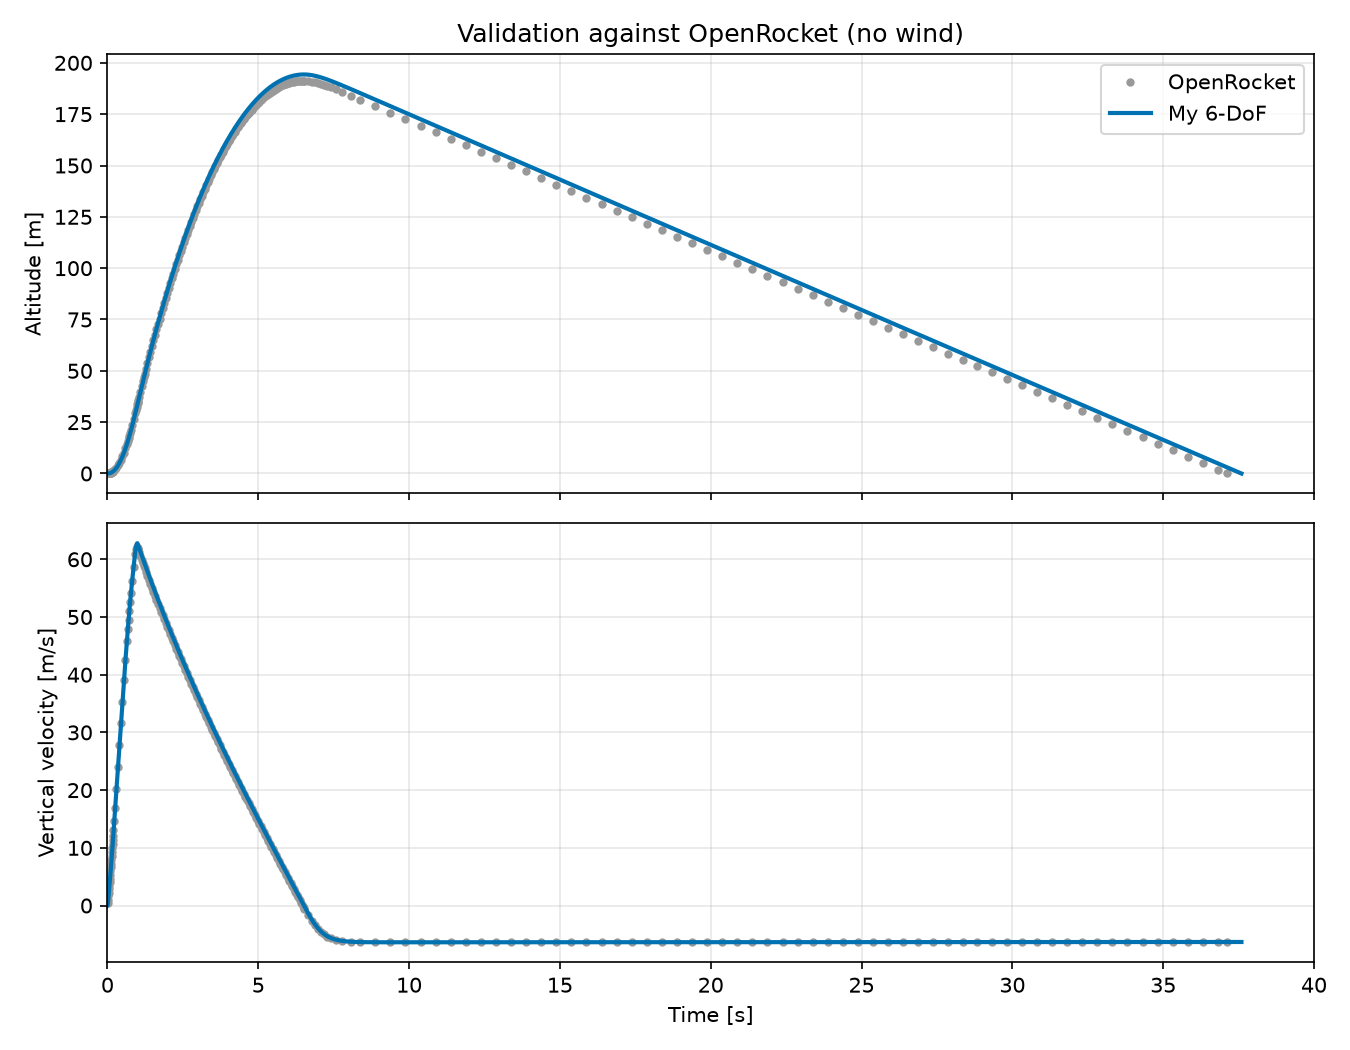 Validation against OpenRocket (no wind)
OpenRocket
My 6-DoF
Altitude [m]
200
175
150
125
100
75
50
25
0
Vertical velocity [m/s]
60
50
40
30
20
10
0
0 5 10 15 20 25 30 35 40
Time [s]